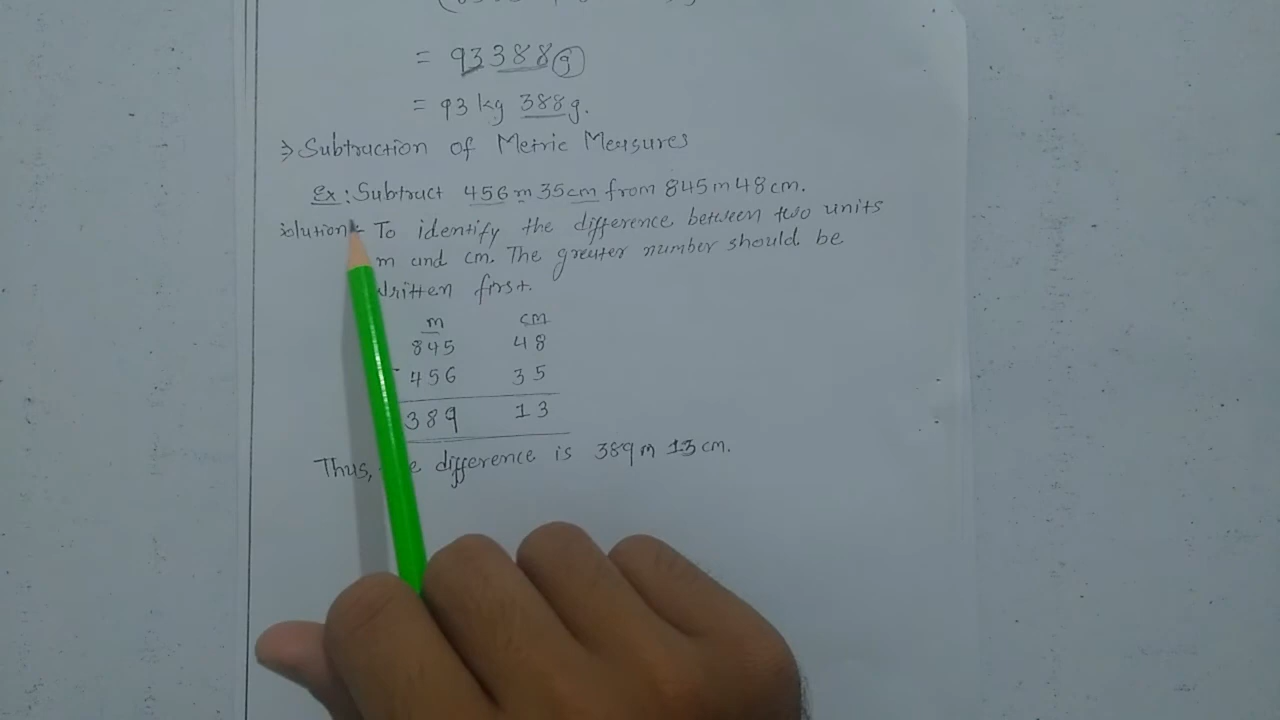 = 93388g
= 93 kg 388g.
⇒ Subtraction of Metric Measures
Ex: Subtract 456m 35cm from 845m 48cm.
Solution:- To identify the difference between two units
m and cm. The greater number should be
written first.
m cm
845 48
- 456 35
389 13
Thus, the difference is 389m 13cm.